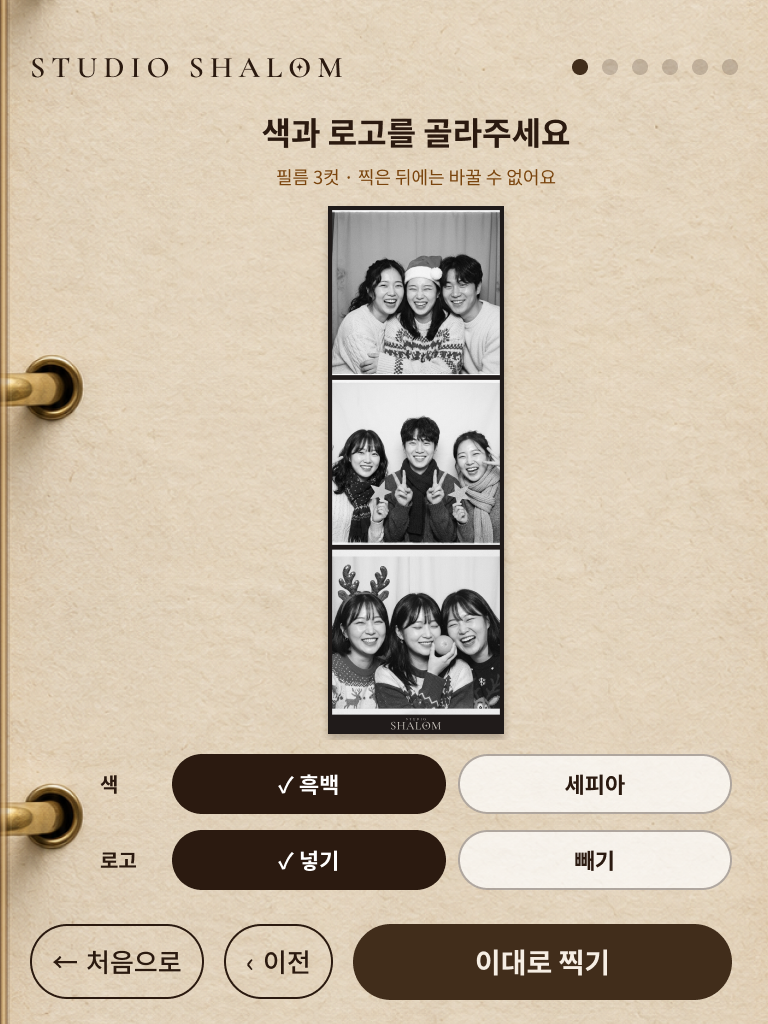 STUDIO SHALOM
색과 로고를 골라주세요
필름 3컷 · 찍은 뒤에는 바꿀 수 없어요
STUDIO
SHALOM
색
✓ 흑백
세피아
로고
✓ 넣기
빼기
← 처음으로
‹ 이전
이대로 찍기